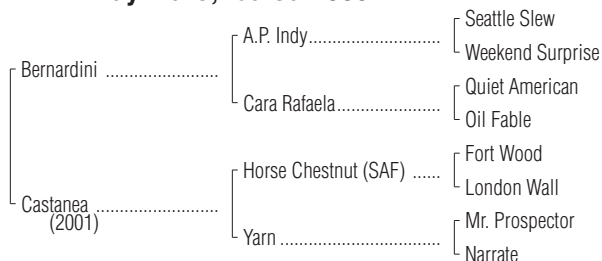 Seattle Slew
A.P. Indy
Weekend Surprise
Bernardini
Quiet American
Cara Rafaela
Oil Fable
Fort Wood
Horse Chestnut (SAF)
London Wall
Castanea
(2001)
Mr. Prospector
Yarn
Narrate